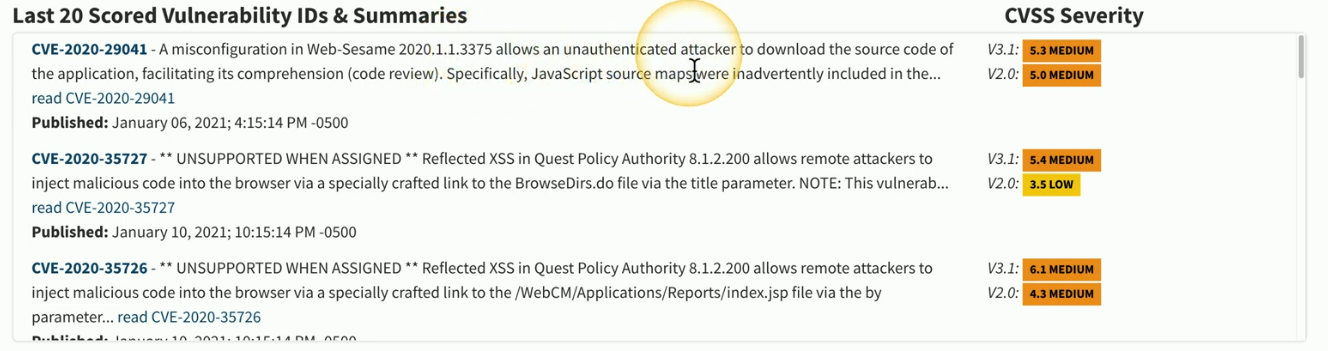 Last 20 Scored Vulnerability IDs & Summaries CVSS Severity
CVE-2020-29041 - A misconfiguration in Web-Sesame 2020.1.1.3375 allows an unauthenticated attacker to download the source code of V3.1: 5.3 MEDIUM
the application, facilitating its comprehension (code review). Specifically, JavaScript source maps were inadvertently included in the... V2.0: 5.0 MEDIUM
read CVE-2020-29041
Published: January 06, 2021; 4:15:14 PM -0500
CVE-2020-35727 - ** UNSUPPORTED WHEN ASSIGNED ** Reflected XSS in Quest Policy Authority 8.1.2.200 allows remote attackers to V3.1: 5.4 MEDIUM
inject malicious code into the browser via a specially crafted link to the BrowseDirs.do file via the title parameter. NOTE: This vulnerab... V2.0: 3.5 LOW
read CVE-2020-35727
Published: January 10, 2021; 10:15:14 PM -0500
CVE-2020-35726 - ** UNSUPPORTED WHEN ASSIGNED ** Reflected XSS in Quest Policy Authority 8.1.2.200 allows remote attackers to V3.1: 6.1 MEDIUM
inject malicious code into the browser via a specially crafted link to the /WebCM/Applications/Reports/index.jsp file via the by V2.0: 4.3 MEDIUM
parameter... read CVE-2020-35726
Published: January 10, 2021; 10:15:14 PM -0500